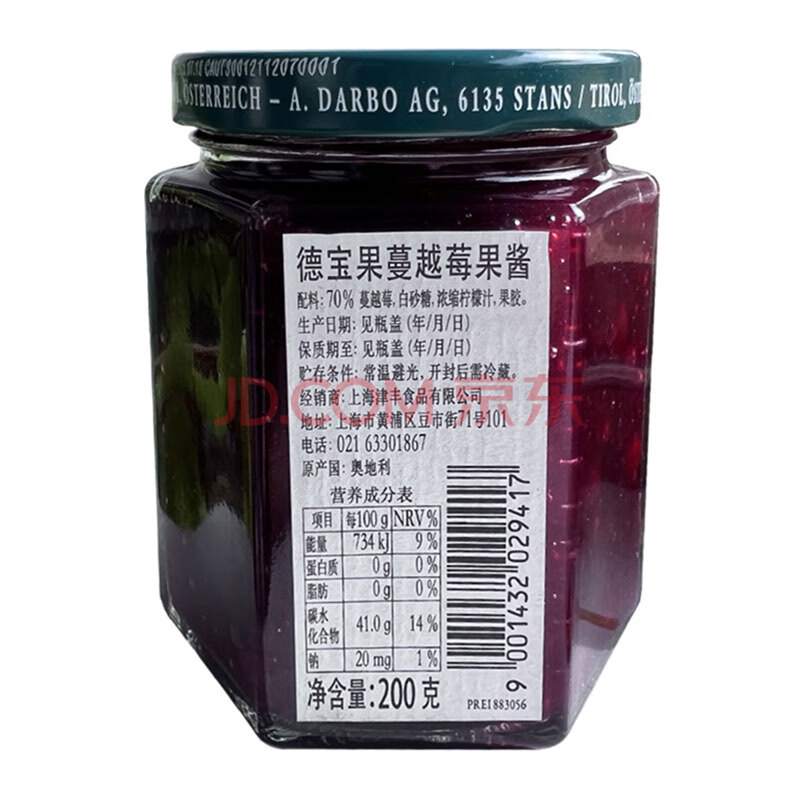 CAUT30012112070001
ÖSTERREICH – A. DARBO AG, 6135 STANS / TIROL,
德宝果蔓越莓果酱
配料: 70% 蔓越莓, 白砂糖, 浓缩柠檬汁, 果胶。
生产日期: 见瓶盖 (年/月/日)
保质期至: 见瓶盖 (年/月/日)
贮存条件: 常温避光, 开封后需冷藏。
经销商: 上海津丰食品有限公司
地址: 上海市黄浦区豆市街71号101
电话: 021 63301867
原产国: 奥地利
营养成分表
项目 每100 g NRV %
能量 734 kJ 9 %
蛋白质 0 g 0 %
脂肪 0 g 0 %
碳水化合物 41.0 g 14 %
钠 20 mg 1 %
净含量: 200 克
9 001432 029417
PREI 883056
JD.COM 京东